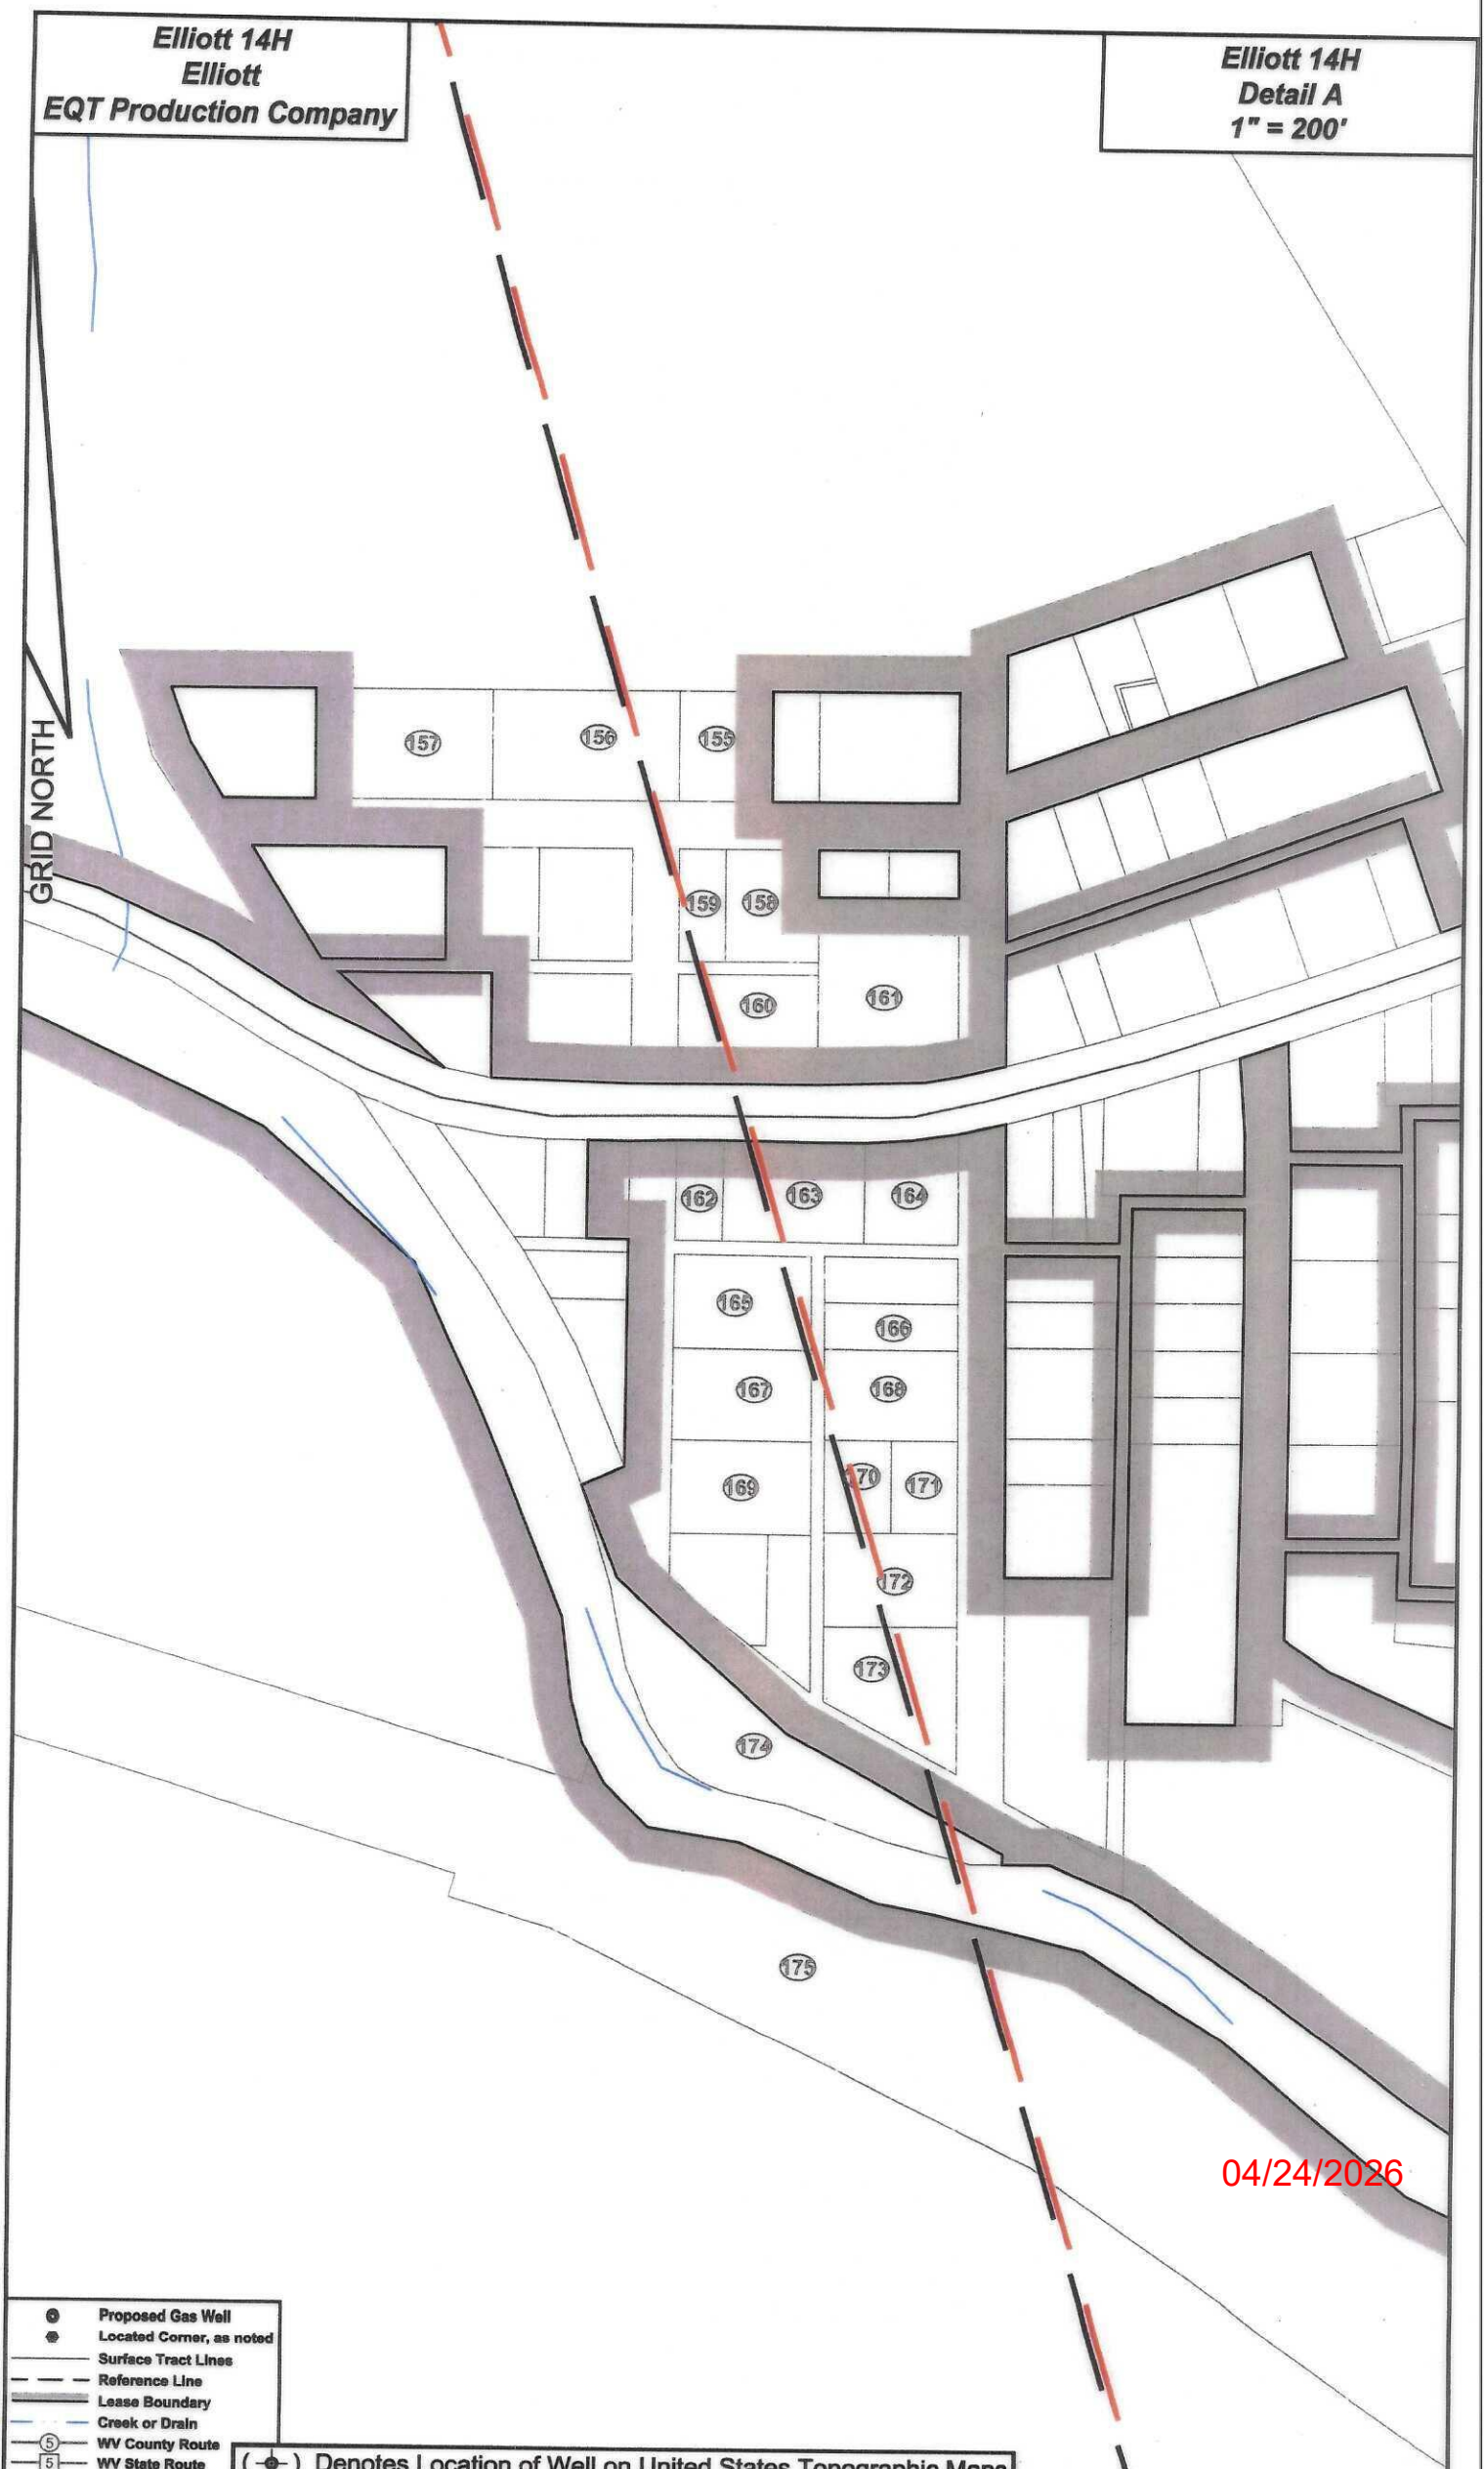 Elliott 14H
Elliott
EQT Production Company
Elliott 14H
Detail A
1" = 200'
GRID NORTH
157
156
155
159
158
160
161
162
163
164
165
166
167
168
169
170
171
172
173
174
175
04/24/2026
Proposed Gas Well
Located Corner, as noted
Surface Tract Lines
Reference Line
Lease Boundary
Creek or Drain
5 WV County Route
5 WV State Route
( ) Denotes Location of Well on United States Topographic Maps